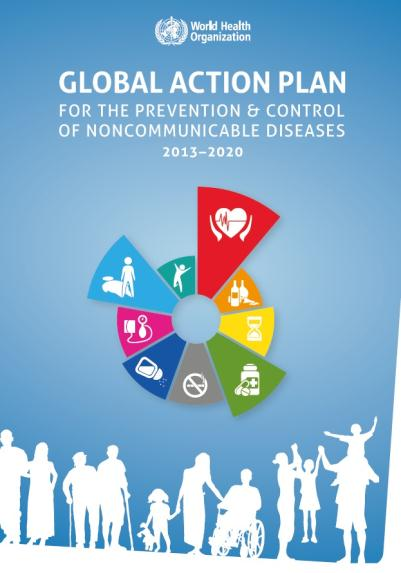 World Health
Organization
GLOBAL ACTION PLAN
FOR THE PREVENTION & CONTROL
OF NONCOMMUNICABLE DISEASES
2013–2020